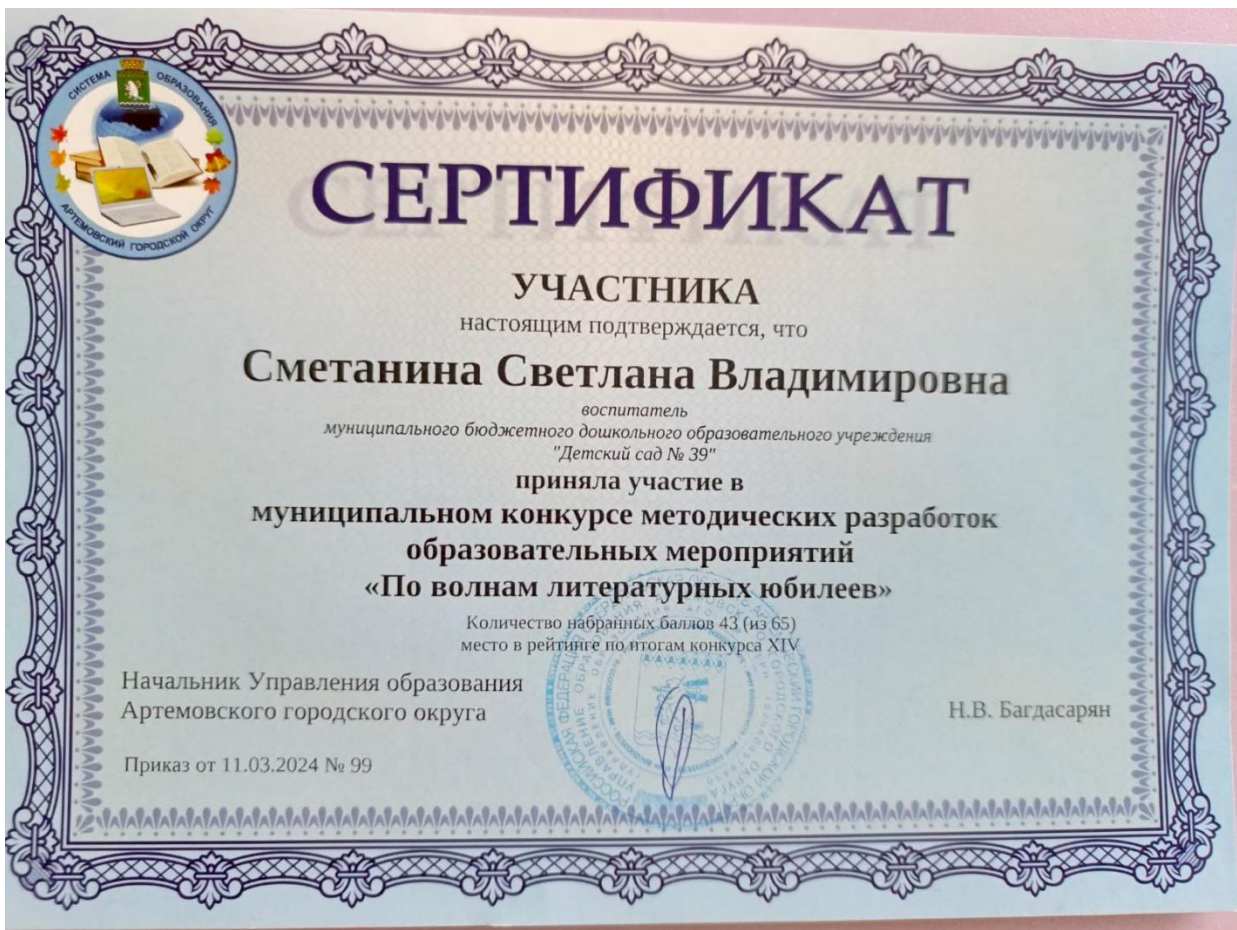 СИСТЕМА ОБРАЗОВАНИЯ
АРТЕМОВСКИЙ ГОРОДСКОЙ ОКРУГ
СЕРТИФИКАТ
УЧАСТНИКА
настоящим подтверждается, что
Сметанина Светлана Владимировна
воспитатель
муниципального бюджетного дошкольного образовательного учреждения
"Детский сад № 39"
приняла участие в
муниципальном конкурсе методических разработок
образовательных мероприятий
«По волнам литературных юбилеев»
Количество набранных баллов 43 (из 65)
место в рейтинге по итогам конкурса XIV
Начальник Управления образования
Артемовского городского округа
Н.В. Багдасарян
Приказ от 11.03.2024 № 99